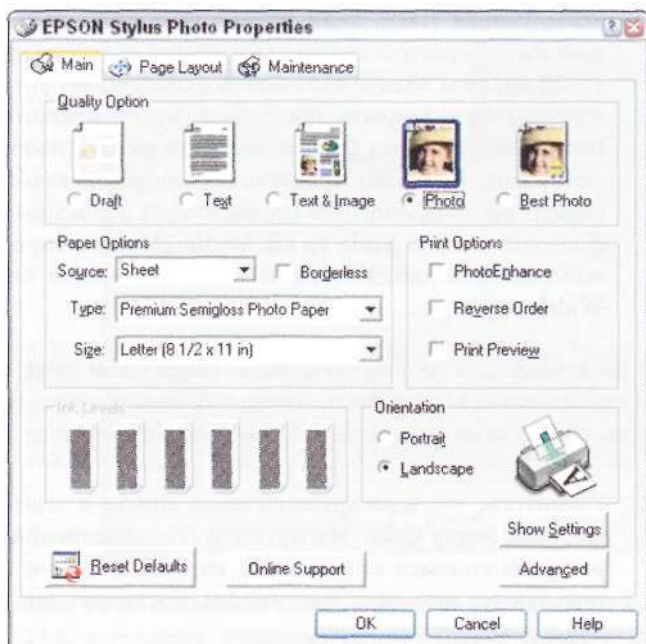 EPSON Stylus Photo Properties
Main
Page Layout
Maintenance
Quality Option
Draft
Text
Text & Image
Photo
Best Photo
Paper Options
Source:
Sheet
Borderless
Type:
Premium Semigloss Photo Paper
Size:
Letter (8 1/2 x 11 in)
Print Options
PhotoEnhance
Reverse Order
Print Preview
Ink Levels
Orientation
Portrait
Landscape
Show Settings
Reset Defaults
Online Support
Advanced
OK
Cancel
Help